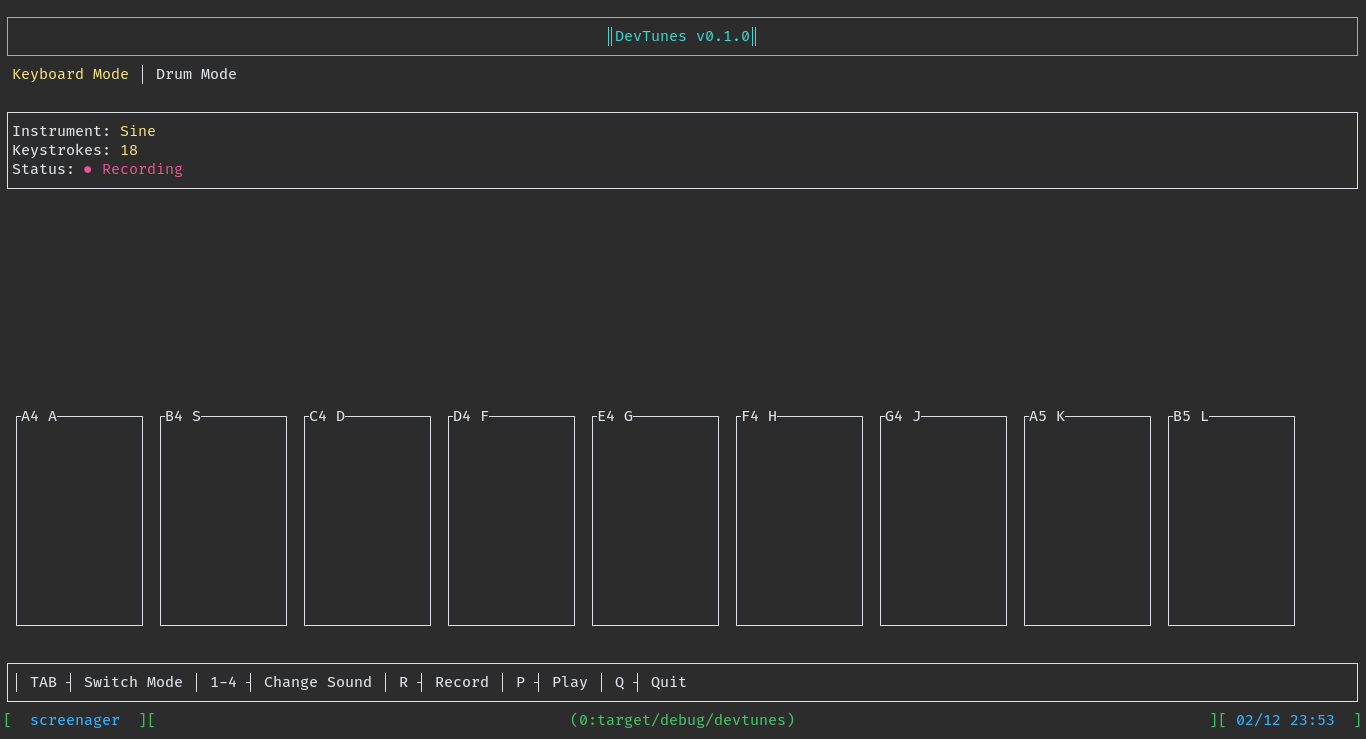 ║DevTunes v0.1.0║
Keyboard Mode │ Drum Mode
Instrument: Sine
Keystrokes: 18
Status: ● Recording
A4 A B4 S C4 D D4 F E4 G F4 H G4 J A5 K B5 L
│ TAB ┤ Switch Mode │ 1-4 ┤ Change Sound │ R ┤ Record │ P ┤ Play │ Q ┤ Quit
[ screenager ][ (0:target/debug/devtunes) ][ 02/12 23:53 ]